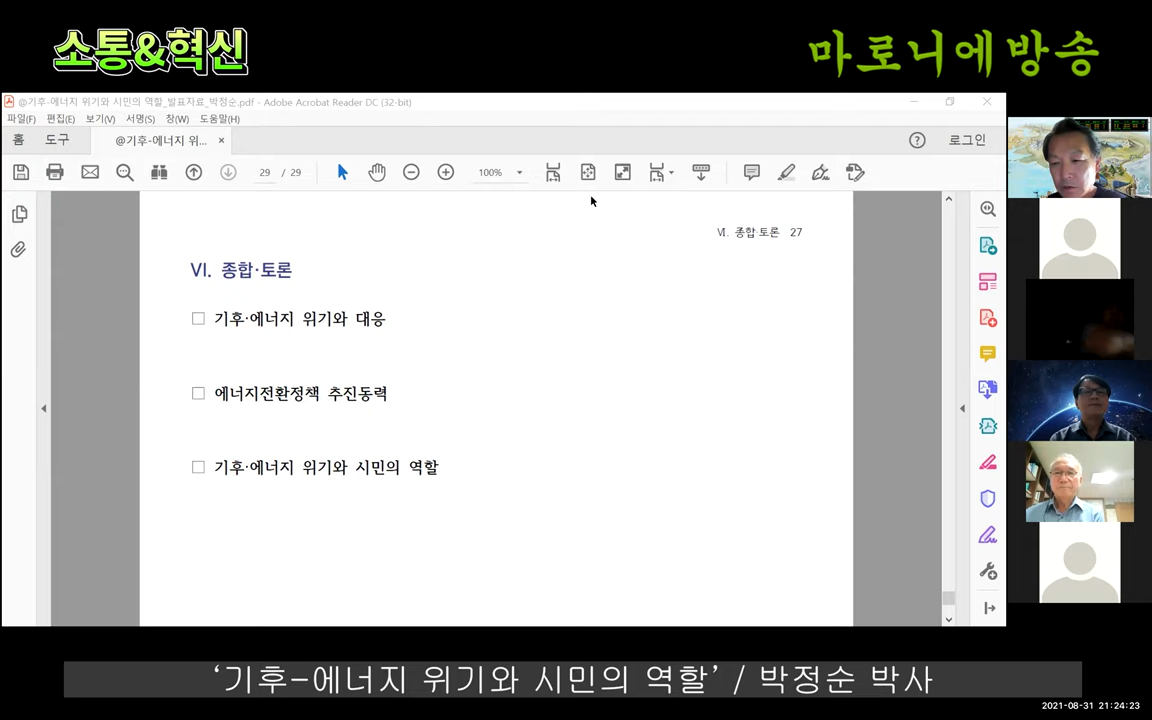 소통&혁신
마로니에방송
@기후-에너지 위기와 시민의 역할_발표자료_박정순.pdf - Adobe Acrobat Reader DC (32-bit)
파일(F) 편집(E) 보기(V) 서명(S) 창(W) 도움말(H)
홈 도구 @기후-에너지 위... × 로그인
29 / 29 100%
Ⅵ. 종합·토론 27
Ⅵ. 종합·토론
□ 기후·에너지 위기와 대응
□ 에너지전환정책 추진동력
□ 기후·에너지 위기와 시민의 역할
‘기후-에너지 위기와 시민의 역할’ / 박정순 박사
2021-08-31 21:24:23